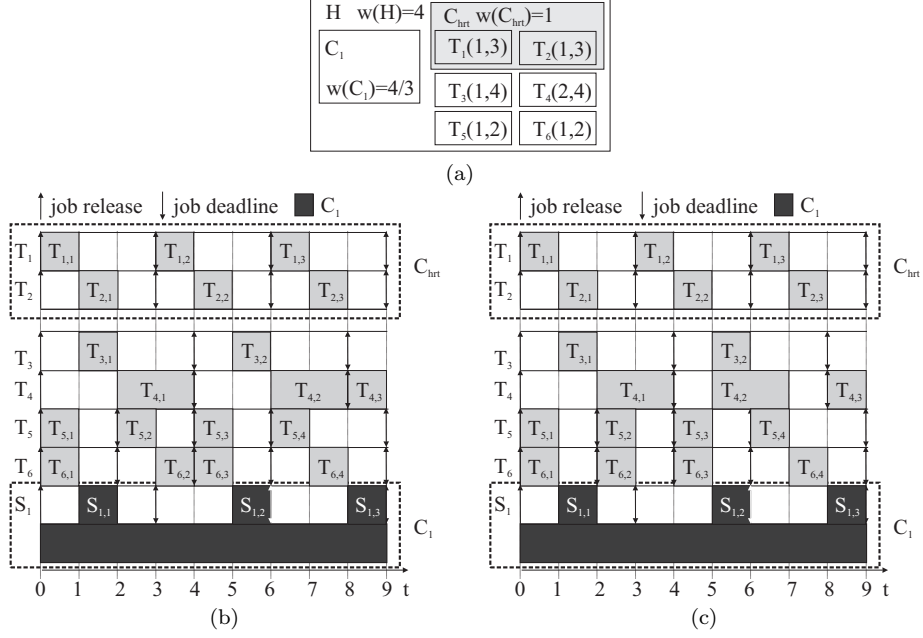 H w(H)=4
C_hrt w(C_hrt)=1
C_1
T_1(1,3) T_2(1,3)
w(C_1)=4/3
T_3(1,4) T_4(2,4)
T_5(1,2) T_6(1,2)
(a)
job release job deadline C_1
T_1 T_1,1 T_1,2 T_1,3
C_hrt
T_2 T_2,1 T_2,2 T_2,3
T_3 T_3,1 T_3,2
T_4 T_4,1 T_4,2 T_4,3
T_5 T_5,1 T_5,2 T_5,3 T_5,4
T_6 T_6,1 T_6,2 T_6,3 T_6,4
S_1 S_1,1 S_1,2 S_1,3
C_1
0 1 2 3 4 5 6 7 8 9 t
(b)
job release job deadline C_1
T_1 T_1,1 T_1,2 T_1,3
C_hrt
T_2 T_2,1 T_2,2 T_2,3
T_3 T_3,1 T_3,2
T_4 T_4,1 T_4,2 T_4,3
T_5 T_5,1 T_5,2 T_5,3 T_5,4
T_6 T_6,1 T_6,2 T_6,3 T_6,4
S_1 S_1,1 S_1,2 S_1,3
C_1
0 1 2 3 4 5 6 7 8 9 t
(c)